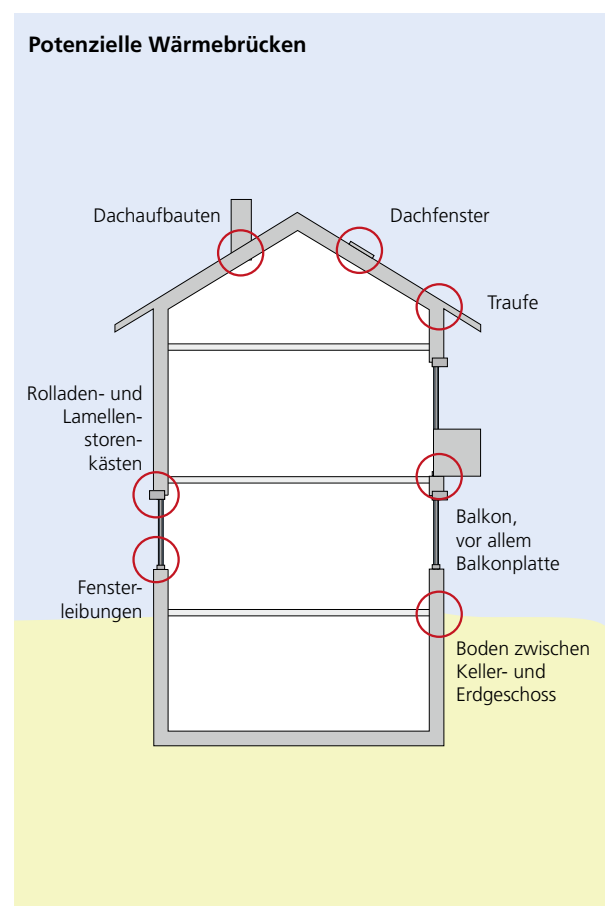 Potenzielle Wärmebrücken
Dachaufbauten
Dachfenster
Traufe
Rolladen- und
Lamellen-
storen-
kästen
Balkon,
vor allem
Balkonplatte
Fenster-
leibungen
Boden zwischen
Keller- und
Erdgeschoss